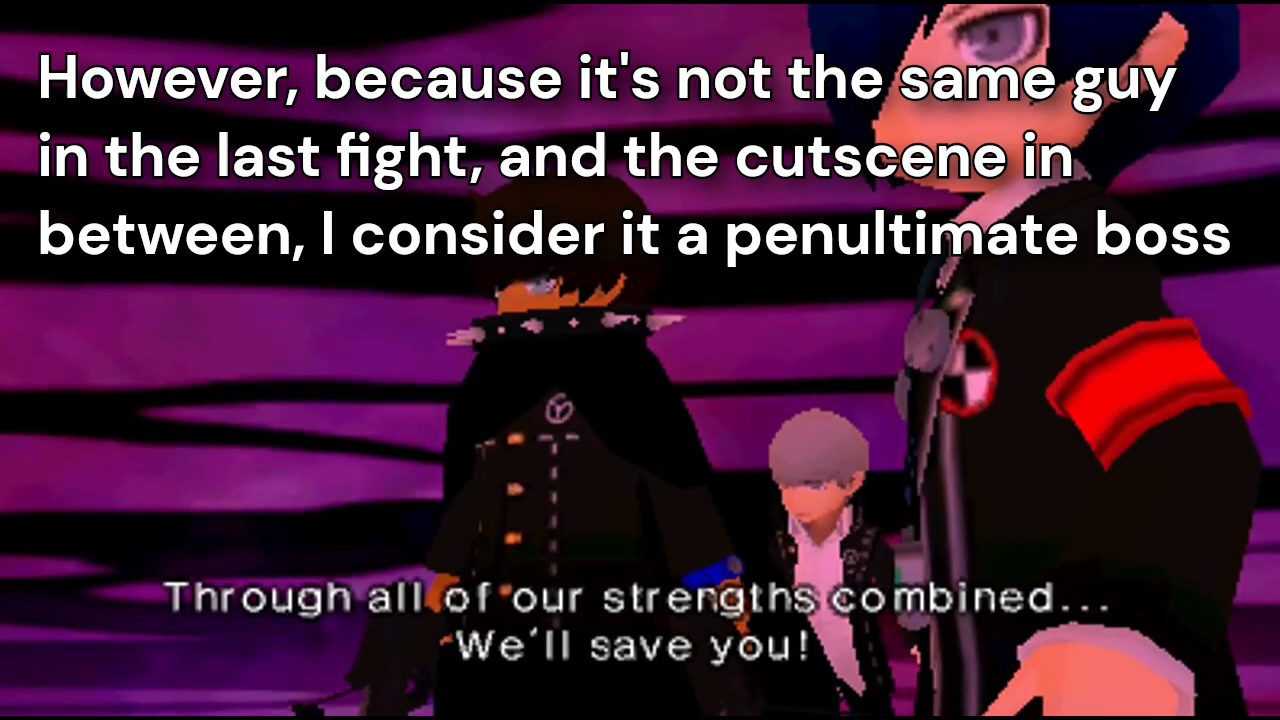 However, because it's not the same guy
in the last fight, and the cutscene in
between, I consider it a penultimate boss
Through all of our strengths combined...
We'll save you!